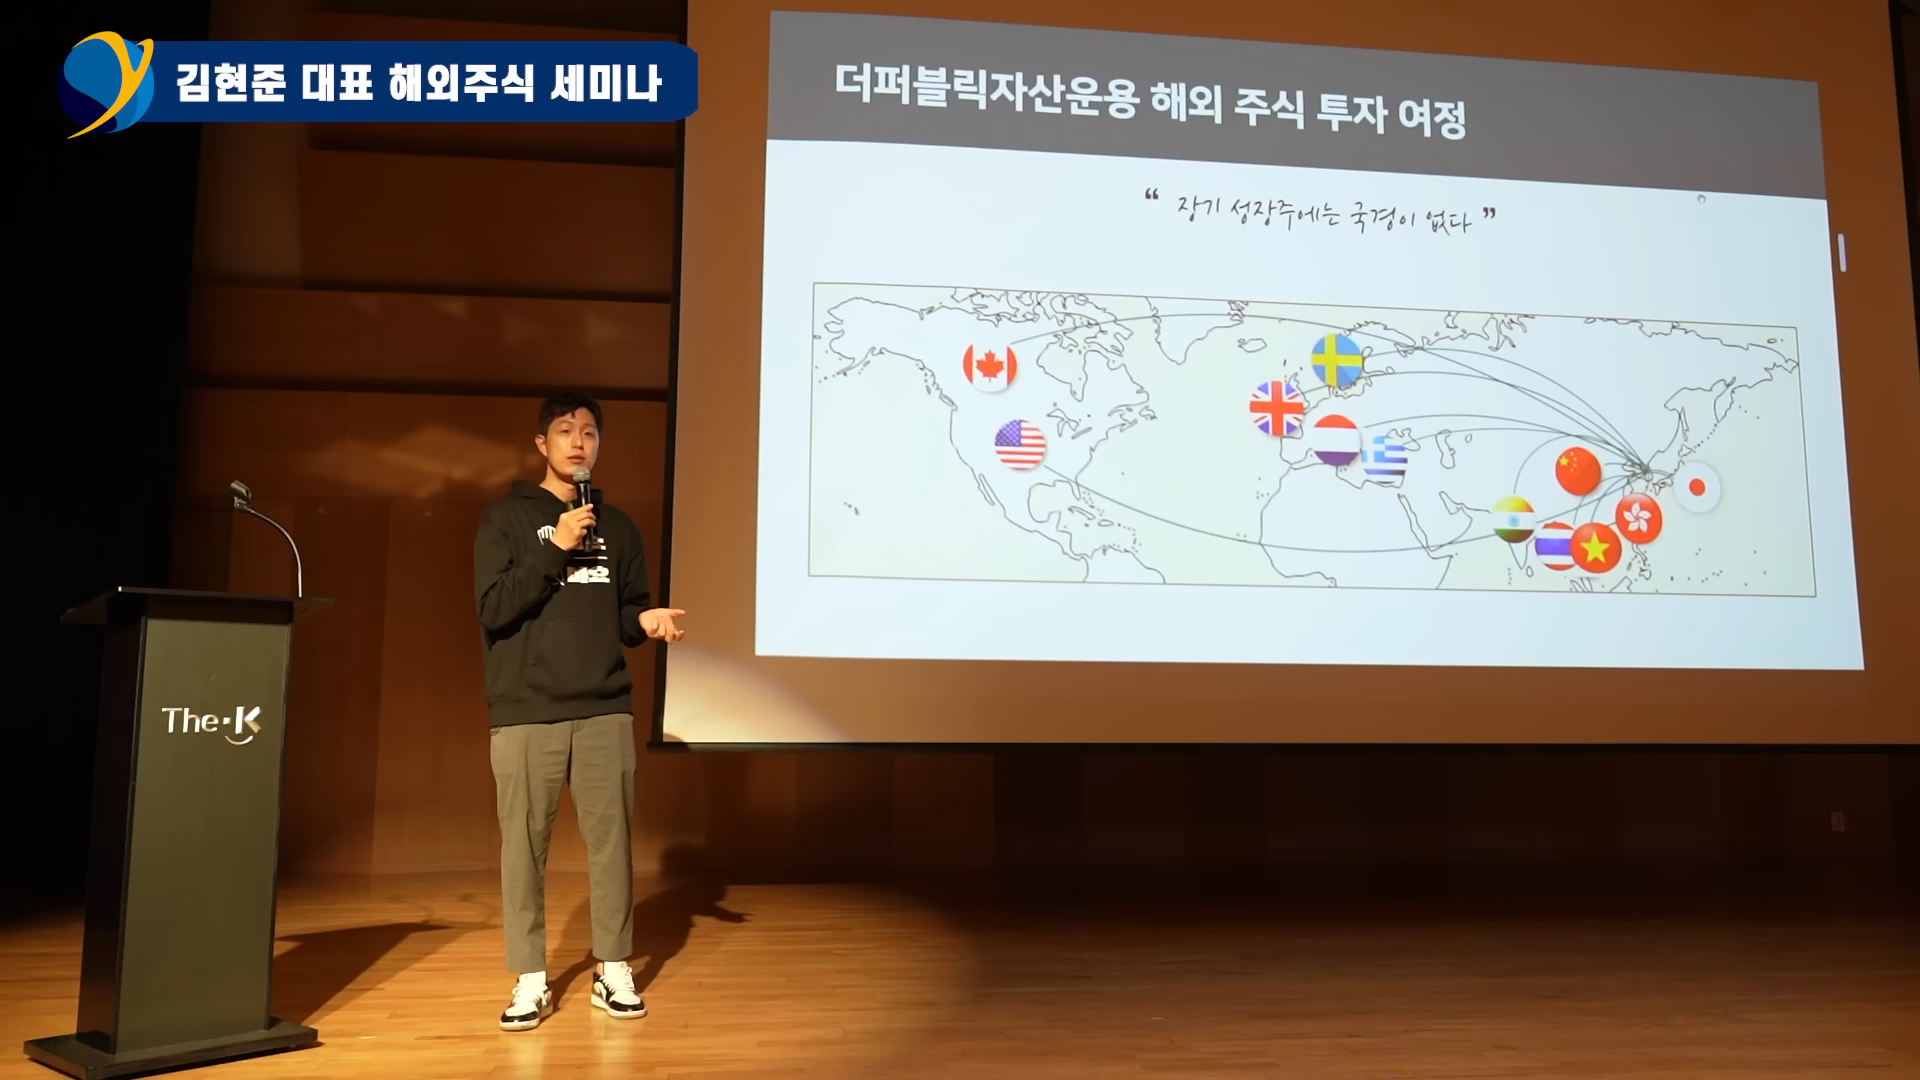 김현준 대표 해외주식 세미나
더퍼블릭자산운용 해외 주식 투자 여정
“ 장기 성장주에는 국경이 없다 ”
The·K